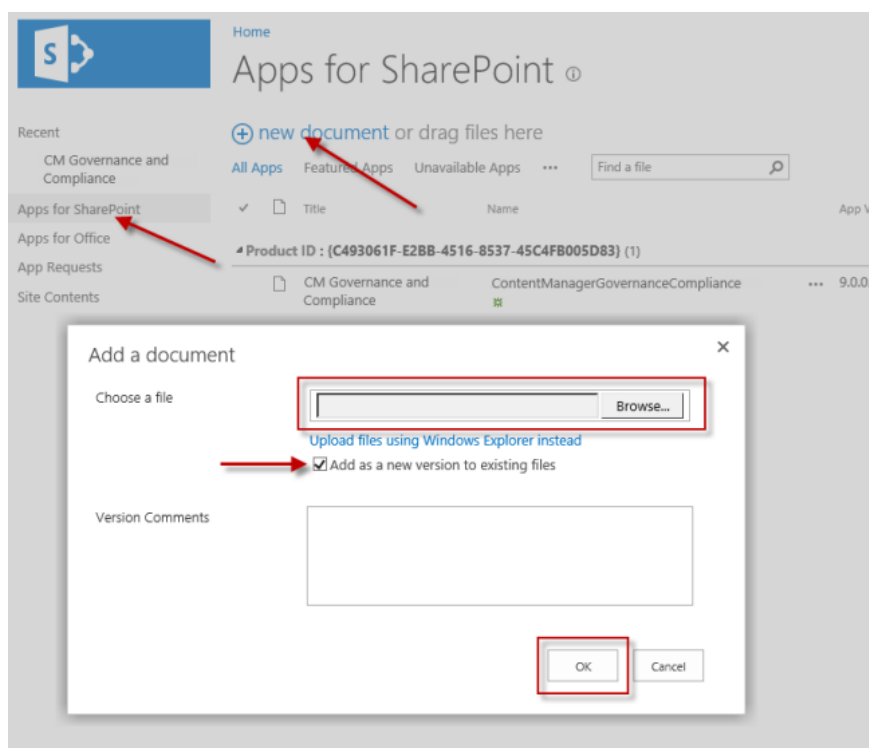 S
Home
Apps for SharePoint
new document or drag files here
All Apps Featured Apps Unavailable Apps ••• Find a file
Recent
CM Governance and
Compliance
Apps for SharePoint
Apps for Office
App Requests
Site Contents
Title Name App V
Product ID : {C493061F-E2BB-4516-8537-45C4FB005D83} (1)
CM Governance and
Compliance
ContentManagerGovernanceCompliance ••• 9.0.0.
Add a document
Choose a file
Browse...
Upload files using Windows Explorer instead
Add as a new version to existing files
Version Comments
OK Cancel